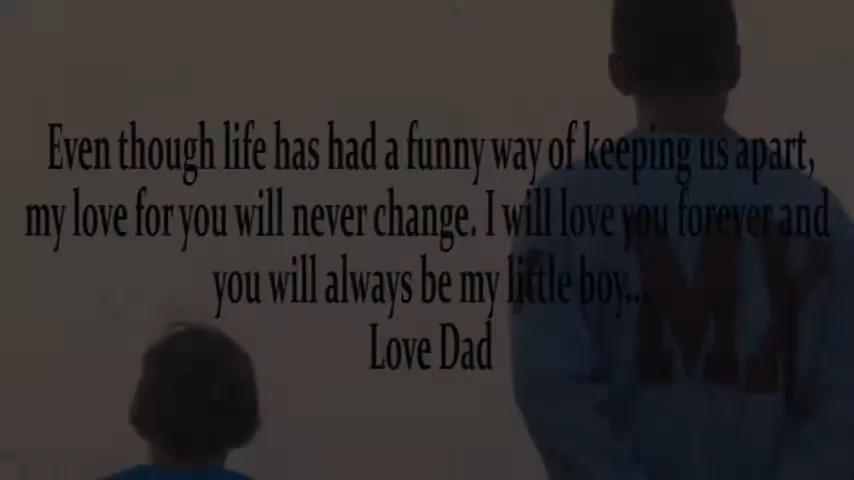 Even though life has had a funny way of keeping us apart,
my love for you will never change. I will love you forever and
you will always be my little boy...
Love Dad
MY